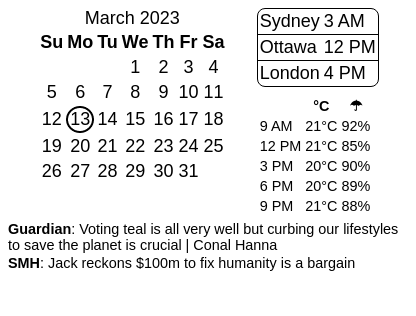 March 2023
Su Mo Tu We Th Fr Sa
1 2 3 4
5 6 7 8 9 10 11
12 13 14 15 16 17 18
19 20 21 22 23 24 25
26 27 28 29 30 31
Sydney 3 AM
Ottawa 12 PM
London 4 PM
°C ☂
9 AM 21°C 92%
12 PM 21°C 85%
3 PM 20°C 90%
6 PM 20°C 89%
9 PM 21°C 88%
Guardian: Voting teal is all very well but curbing our lifestyles
to save the planet is crucial | Conal Hanna
SMH: Jack reckons $100m to fix humanity is a bargain